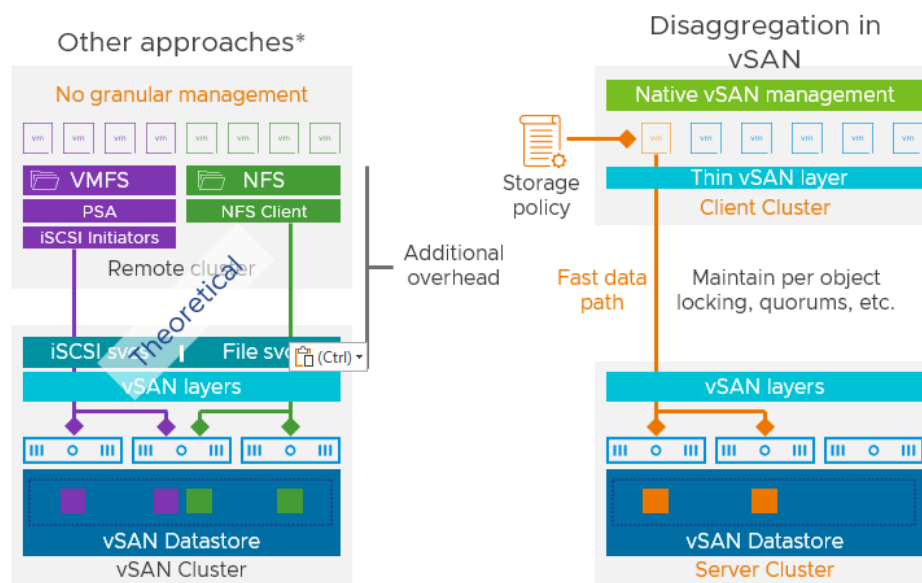 Other approaches*
No granular management
vm vm vm vm vm vm vm vm
VMFS
NFS
PSA
NFS Client
iSCSI Initiators
Remote cluster
Additional
overhead
Theoretical
iSCSI svcs | File svc
(Ctrl)
vSAN layers
vSAN Datastore
vSAN Cluster
Disaggregation in
vSAN
Native vSAN management
vm vm vm vm vm vm
Storage
policy
Thin vSAN layer
Client Cluster
Fast data
path
Maintain per object
locking, quorums, etc.
vSAN layers
vSAN Datastore
Server Cluster